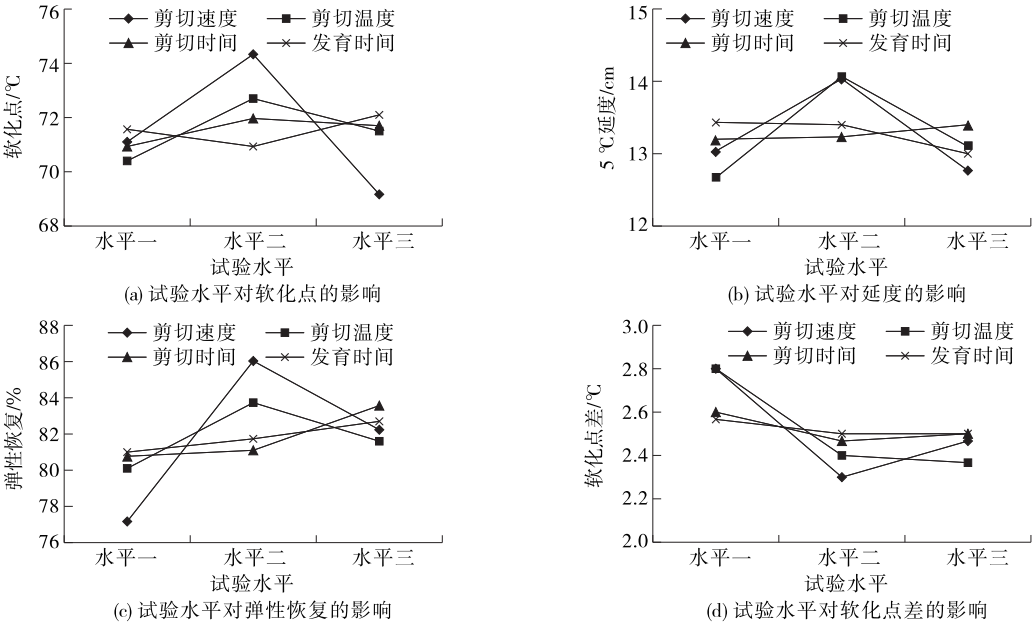 76
74
72
70
68
软化点/℃
剪切速度 剪切温度
剪切时间 发育时间
水平一 水平二 水平三
试验水平
(a) 试验水平对软化点的影响
15
14
13
12
5 ℃延度/cm
剪切速度 剪切温度
剪切时间 发育时间
水平一 水平二 水平三
试验水平
(b) 试验水平对延度的影响
88
86
84
82
80
78
76
弹性恢复/%
剪切速度 剪切温度
剪切时间 发育时间
水平一 水平二 水平三
试验水平
(c) 试验水平对弹性恢复的影响
3.0
2.8
2.6
2.4
2.2
2.0
软化点差/℃
剪切速度 剪切温度
剪切时间 发育时间
水平一 水平二 水平三
试验水平
(d) 试验水平对软化点差的影响